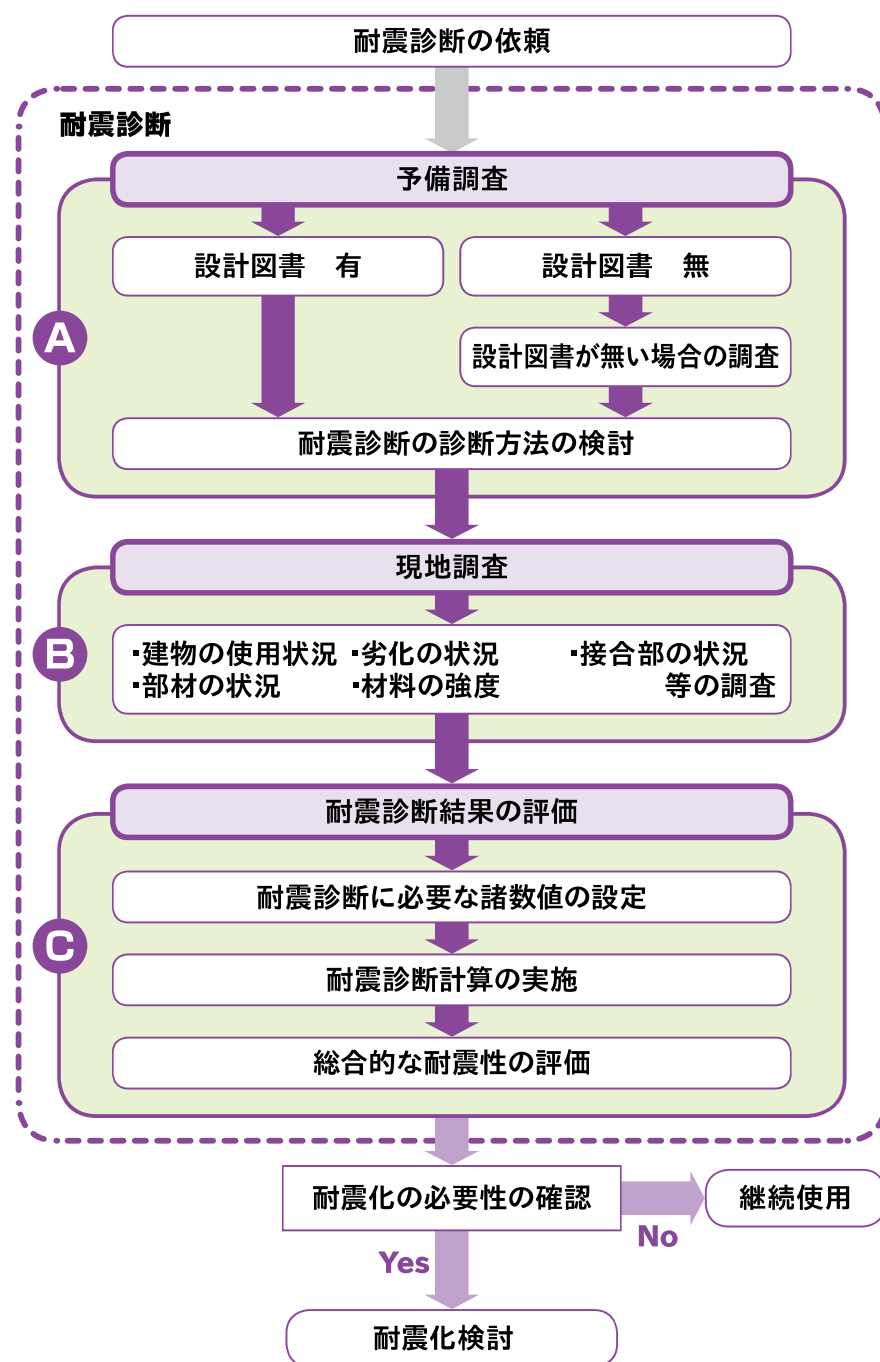 耐震診断の依頼
耐震診断
予備調査
設計図書　有
設計図書　無
A
設計図書が無い場合の調査
耐震診断の診断方法の検討
現地調査
B
・建物の使用状況 ・劣化の状況 ・接合部の状況
・部材の状況 ・材料の強度 等の調査
耐震診断結果の評価
耐震診断に必要な諸数値の設定
C
耐震診断計算の実施
総合的な耐震性の評価
耐震化の必要性の確認
継続使用
No
Yes
耐震化検討